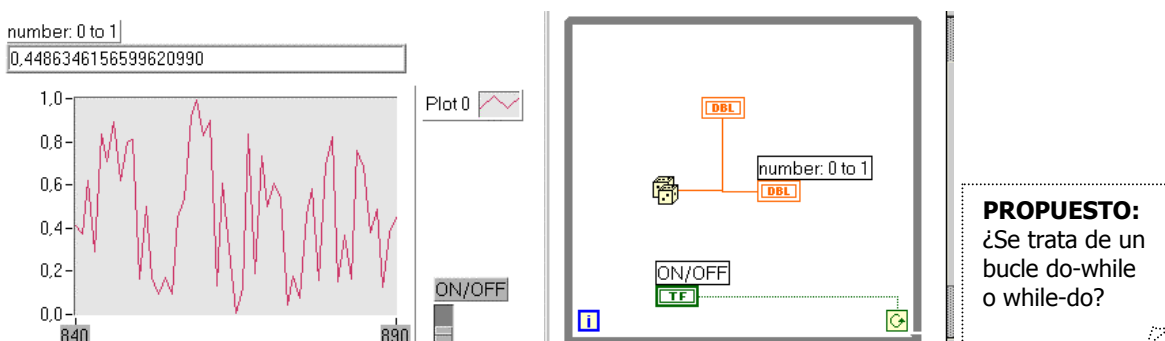 number: 0 to 1
0,4486346156599620990
1,0
0,8
0,6
0,4
0,2
0,0
840
890
Plot 0
ON/OFF
DBL
number: 0 to 1
DBL
ON/OFF
TF
i
PROPUESTO:
¿Se trata de un
bucle do-while
o while-do?